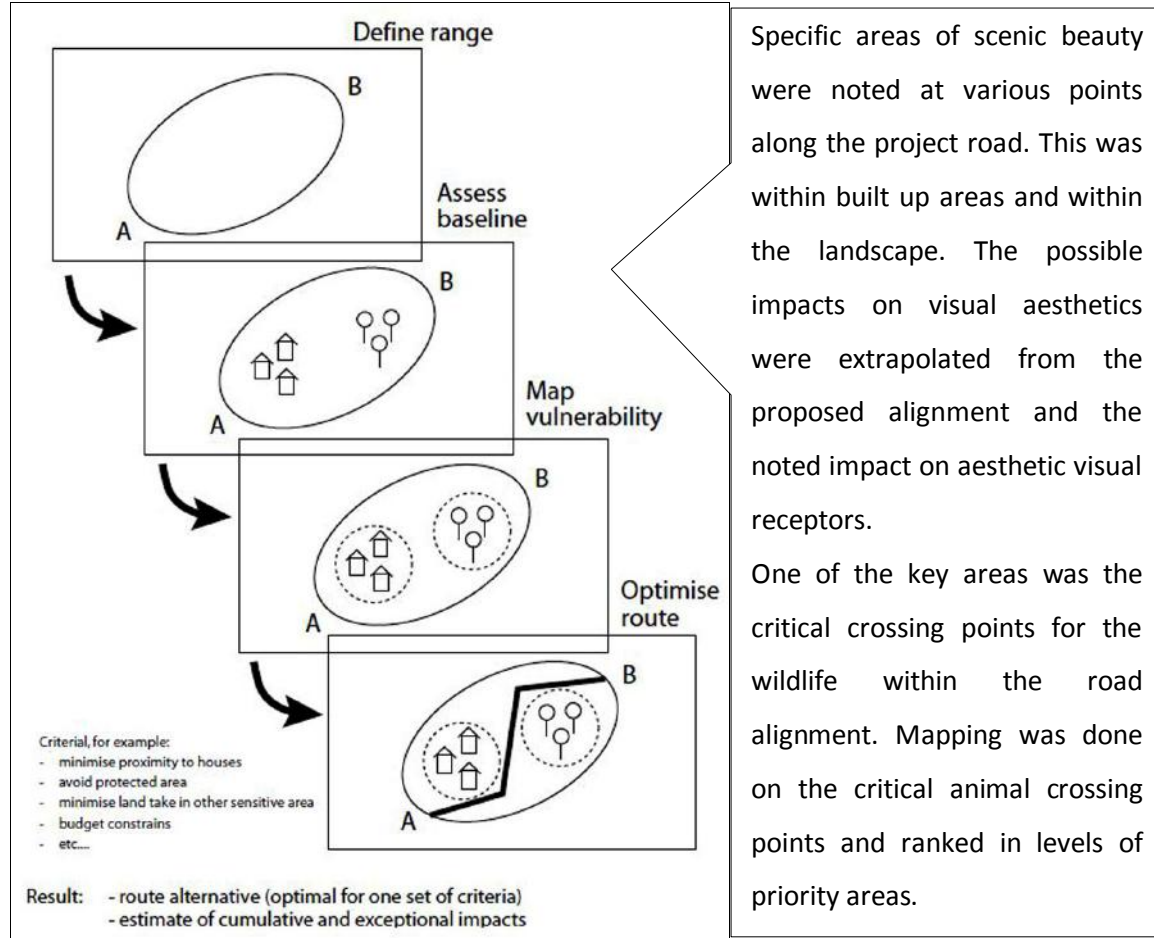 Define range
B
A
Assess
baseline
B
A
Map
vulnerability
B
A
Optimise
route
B
A
Criterial, for example:
- minimise proximity to houses
- avoid protected area
- minimise land take in other sensitive area
- budget constrains
- etc....
Result: - route alternative (optimal for one set of criteria)
- estimate of cumulative and exceptional impacts
Specific areas of scenic beauty
were noted at various points
along the project road. This was
within built up areas and within
the landscape. The possible
impacts on visual aesthetics
were extrapolated from the
proposed alignment and the
noted impact on aesthetic visual
receptors.
One of the key areas was the
critical crossing points for the
wildlife within the road
alignment. Mapping was done
on the critical animal crossing
points and ranked in levels of
priority areas.